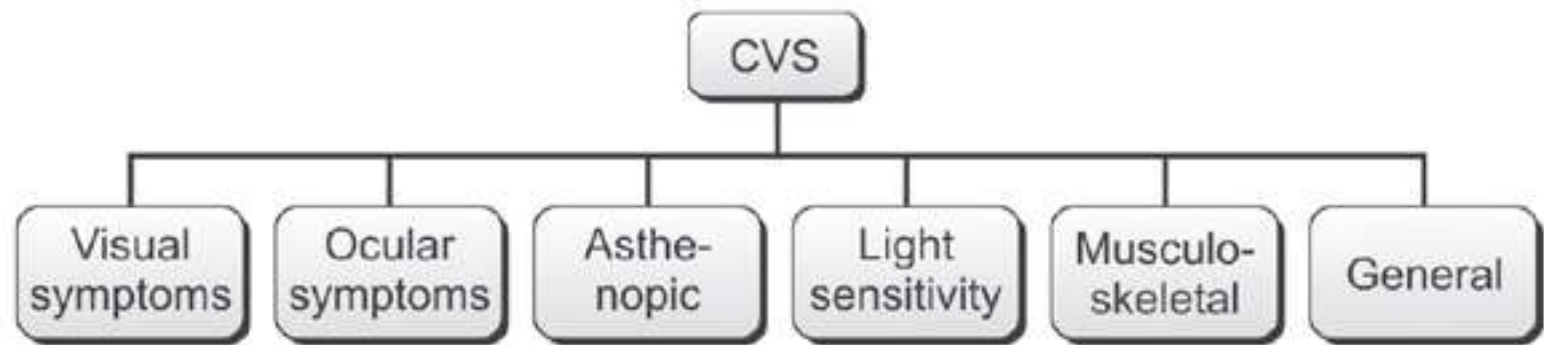 CVS
Visual
symptoms
Ocular
symptoms
Asthe-
nopic
Light
sensitivity
Musculo-
skeletal
General